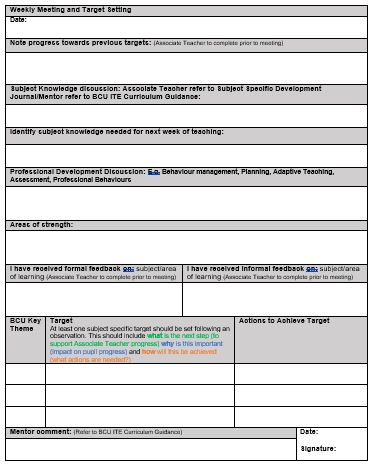 Weekly Meeting and Target Setting
Date:
Note progress towards previous targets: (Associate Teacher to complete prior to meeting)
Subject Knowledge discussion: Associate Teacher refer to Subject Specific Development
Journal/Mentor refer to BCU ITE Curriculum Guidance:
Identify subject knowledge needed for next week of teaching:
Professional Development Discussion: E.g. Behaviour management, Planning, Adaptive Teaching,
Assessment, Professional Behaviours
Areas of strength:
I have received formal feedback on: subject/area
of learning (Associate Teacher to complete prior to meeting)
I have received informal feedback on: subject/area
of learning (Associate Teacher to complete prior to meeting)
BCU Key
Theme
Target
At least one subject specific target should be set following an
observation. This should include what is the next step (to
support Associate Teacher progress) why is this important
(impact on pupil progress) and how will this be achieved
(what actions are needed?)
Actions to Achieve Target
Mentor comment: (Refer to BCU ITE Curriculum Guidance)
Date:
Signature: